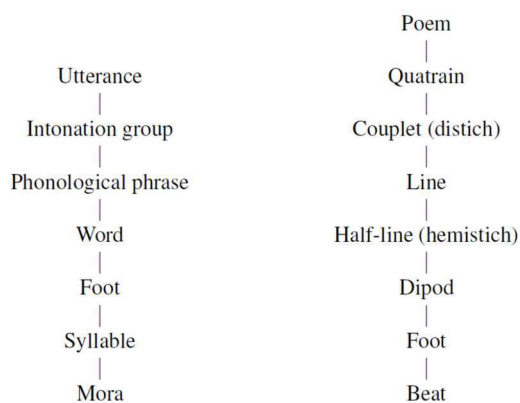 Poem
Utterance
Quatrain
Intonation group
Couplet (distich)
Phonological phrase
Line
Word
Half-line (hemistich)
Foot
Dipod
Syllable
Foot
Mora
Beat